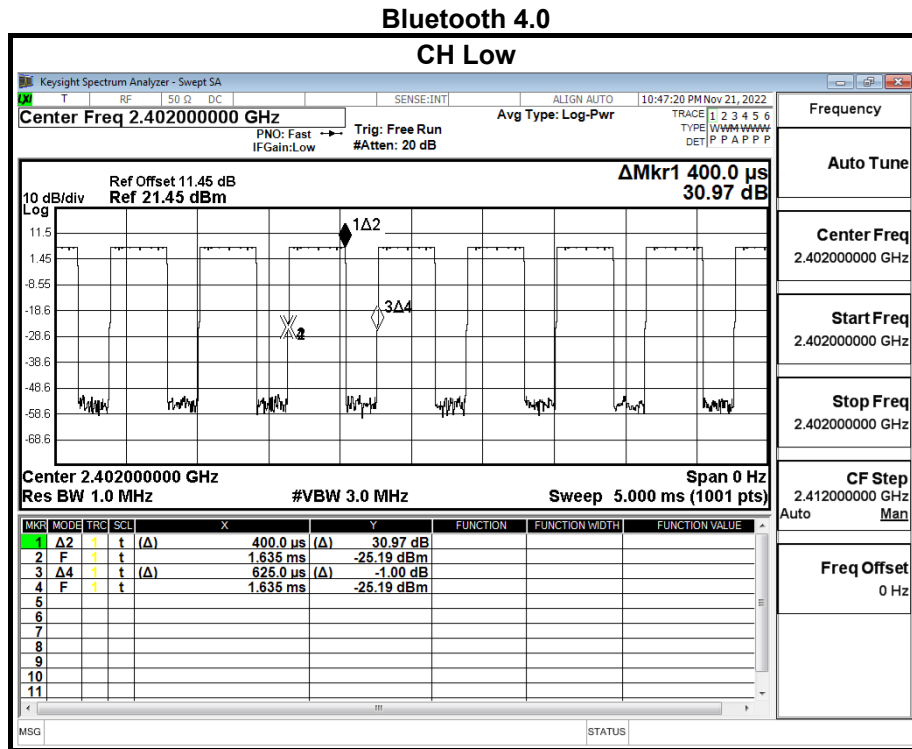 Bluetooth 4.0
CH Low
Keysight Spectrum Analyzer - Swept SA
LXI T RF 50 Ω DC SENSE:INT ALIGN AUTO 10:47:20 PM Nov 21, 2022
Center Freq 2.402000000 GHz
PNO: Fast
IFGain:Low
Trig: Free Run
#Atten: 20 dB
Avg Type: Log-Pwr
TRACE 1 2 3 4 5 6
TYPE WWMWWW
DET P P A P P P
ΔMkr1 400.0 µs
30.97 dB
Ref Offset 11.45 dB
10 dB/div Ref 21.45 dBm
Log
11.5
1.45
-8.55
-18.6
-28.6
-38.6
-48.6
-58.6
-68.6
1Δ2
3Δ4
Center 2.402000000 GHz Span 0 Hz
Res BW 1.0 MHz #VBW 3.0 MHz Sweep 5.000 ms (1001 pts)
MKR MODE TRC SCL X Y FUNCTION FUNCTION WIDTH FUNCTION VALUE
1 Δ2 1 t (Δ) 400.0 µs (Δ) 30.97 dB
2 F 1 t 1.635 ms -25.19 dBm
3 Δ4 1 t (Δ) 625.0 µs (Δ) -1.00 dB
4 F 1 t 1.635 ms -25.19 dBm
5
6
7
8
9
10
11
MSG STATUS
Frequency
Auto Tune
Center Freq
2.402000000 GHz
Start Freq
2.402000000 GHz
Stop Freq
2.402000000 GHz
CF Step
2.412000000 GHz
Auto Man
Freq Offset
0 Hz